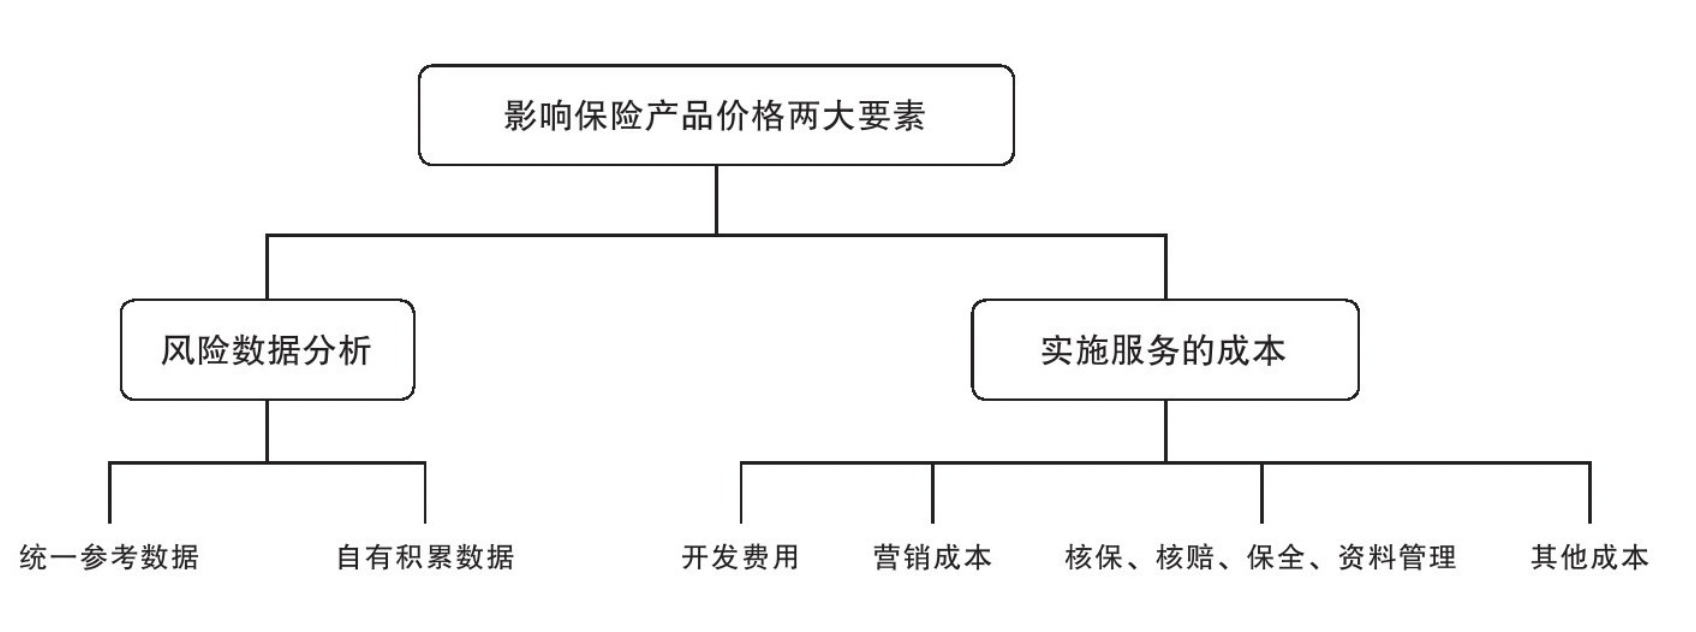 影响保险产品价格两大要素
风险数据分析
实施服务的成本
统一参考数据
自有积累数据
开发费用
营销成本
核保、核赔、保全、资料管理
其他成本